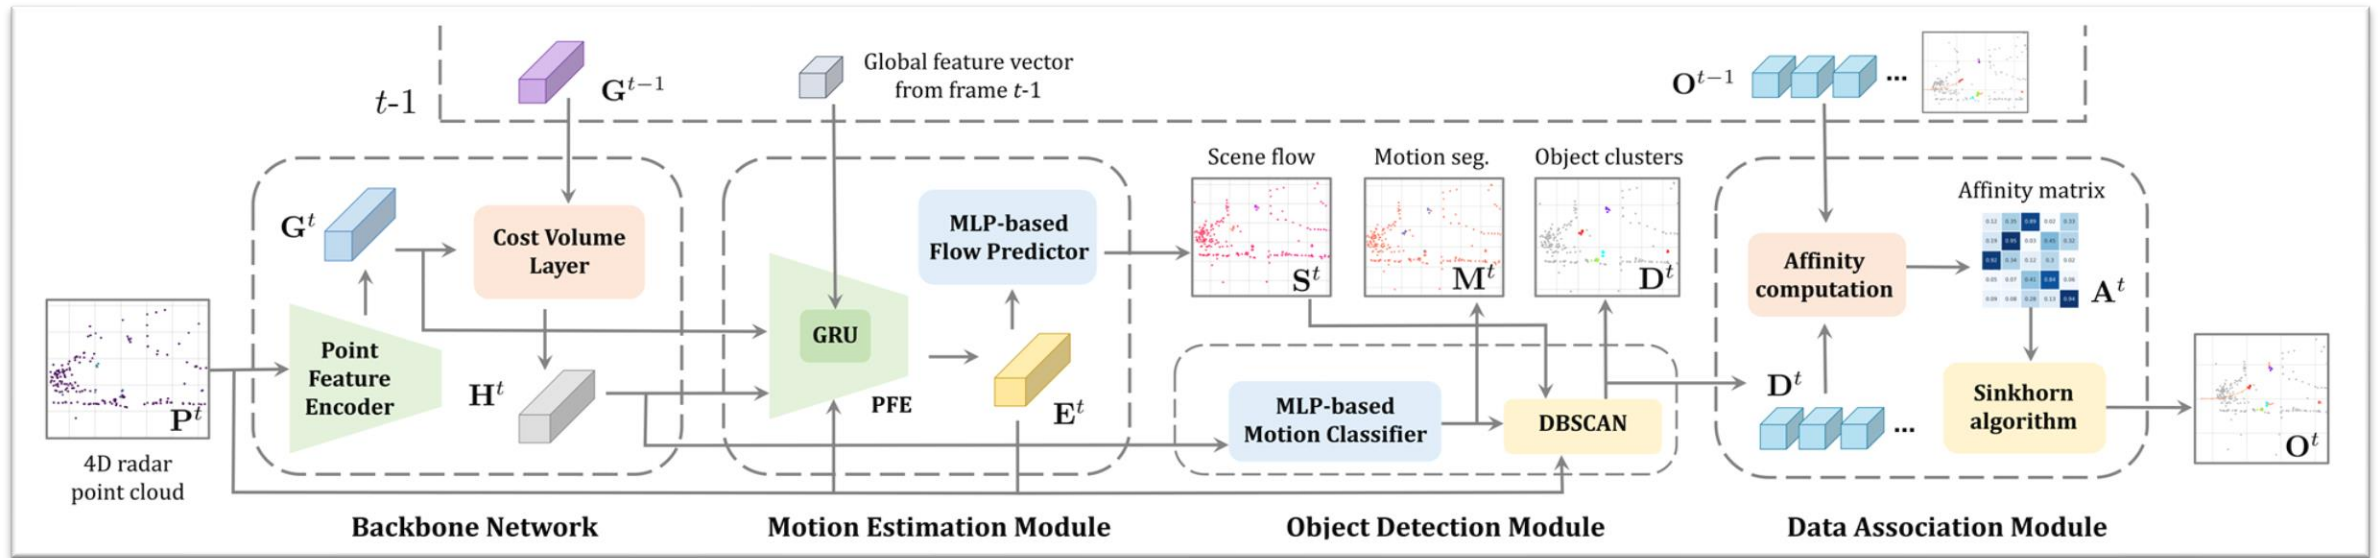 t-1
G^{t-1}
Global feature vector
from frame t-1
O^{t-1}
...
G^t
Cost Volume
Layer
Point
Feature
Encoder
H^t
P^t
4D radar
point cloud
Backbone Network
MLP-based
Flow Predictor
GRU
PFE
E^t
Motion Estimation Module
Scene flow
S^t
Motion seg.
M^t
Object clusters
D^t
MLP-based
Motion Classifier
DBSCAN
Object Detection Module
Affinity
computation
Affinity matrix
A^t
D^t
...
Sinkhorn
algorithm
O^t
Data Association Module